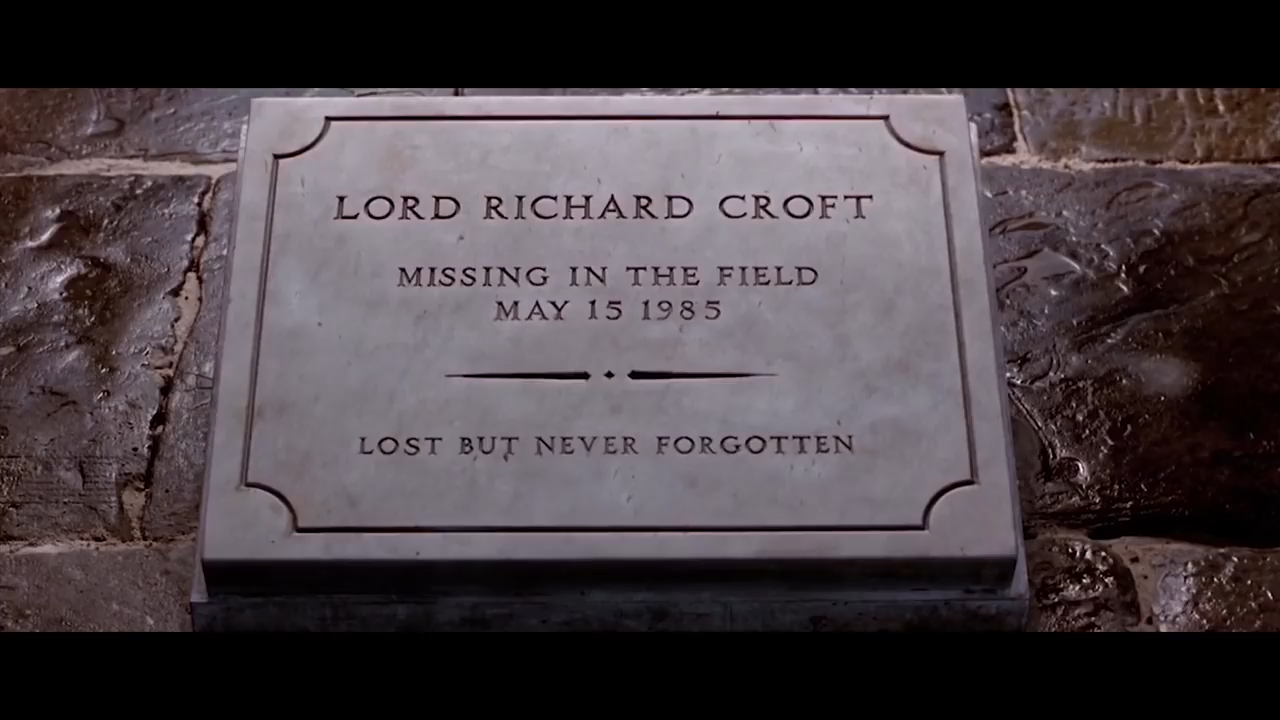 LORD RICHARD CROFT
MISSING IN THE FIELD
MAY 15 1985
LOST BUT NEVER FORGOTTEN